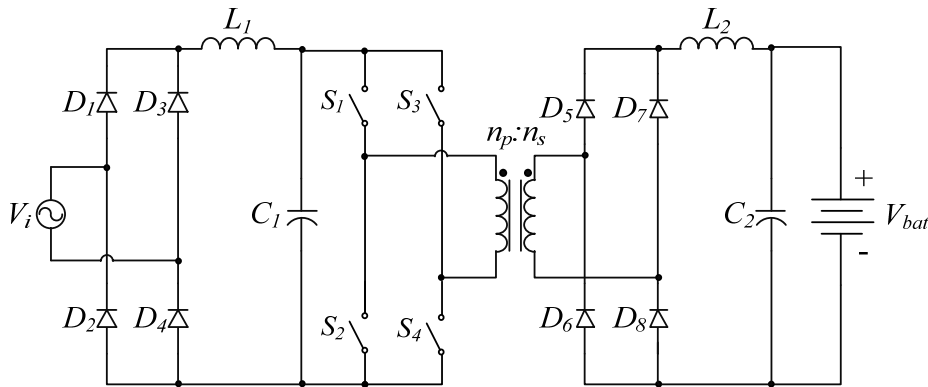 L₁
L₂
D₁
D₃
S₁
S₃
nₚ:nₛ
D₅
D₇
Vᵢ
C₁
C₂
+
V_bat
-
D₂
D₄
S₂
S₄
D₆
D₈